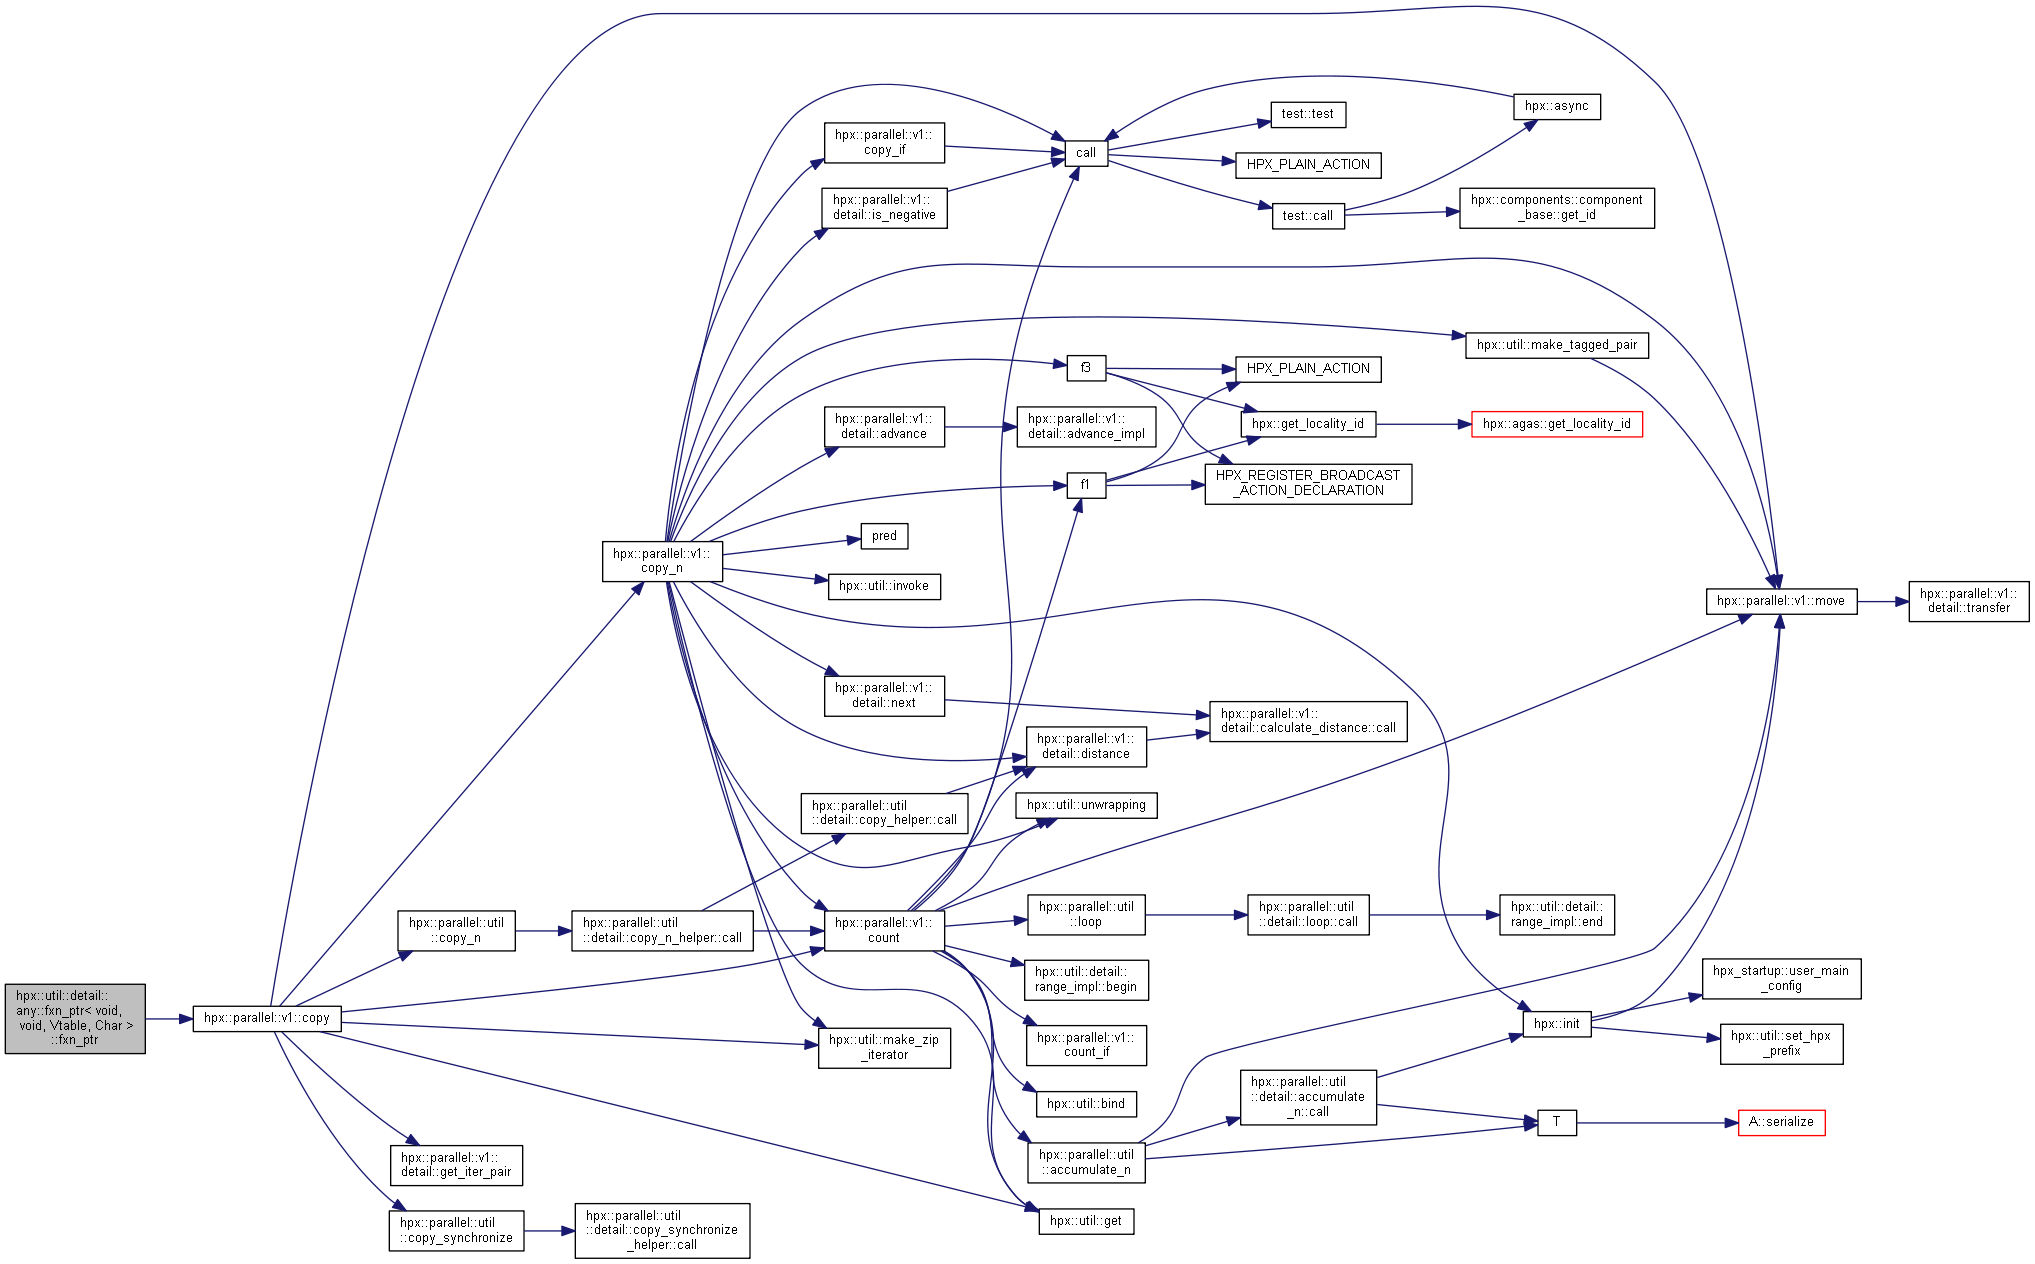 hpx::util::detail::
any::fxn_ptr< void,
void, Vtable, Char >
::fxn_ptr
hpx::parallel::v1::copy
hpx::parallel::util
::copy_n
hpx::parallel::v1::
detail::get_iter_pair
hpx::parallel::util
::copy_synchronize
hpx::parallel::util
::detail::copy_n_helper::call
hpx::parallel::util
::detail::copy_synchronize
_helper::call
hpx::parallel::v1::
copy_n
hpx::parallel::v1::
copy_if
hpx::parallel::v1::
detail::is_negative
hpx::parallel::v1::
detail::advance
pred
hpx::util::invoke
hpx::parallel::v1::
detail::next
hpx::parallel::util
::detail::copy_helper::call
hpx::parallel::v1::
count
hpx::util::make_zip
_iterator
call
f3
hpx::parallel::v1::
detail::advance_impl
f1
hpx::parallel::v1::
detail::distance
hpx::util::unwrapping
hpx::parallel::util
::loop
hpx::util::detail::
range_impl::begin
hpx::parallel::v1::
count_if
hpx::util::bind
hpx::parallel::util
::accumulate_n
hpx::util::get
test::test
HPX_PLAIN_ACTION
test::call
HPX_PLAIN_ACTION
hpx::get_locality_id
HPX_REGISTER_BROADCAST
_ACTION_DECLARATION
hpx::parallel::v1::
detail::calculate_distance::call
hpx::parallel::util
::detail::loop::call
hpx::parallel::util
::detail::accumulate
_n::call
hpx::async
hpx::components::component
_base::get_id
hpx::util::make_tagged_pair
hpx::agas::get_locality_id
hpx::util::detail::
range_impl::end
hpx::init
T
hpx::parallel::v1::move
hpx_startup::user_main
_config
hpx::util::set_hpx
_prefix
A::serialize
hpx::parallel::v1::
detail::transfer